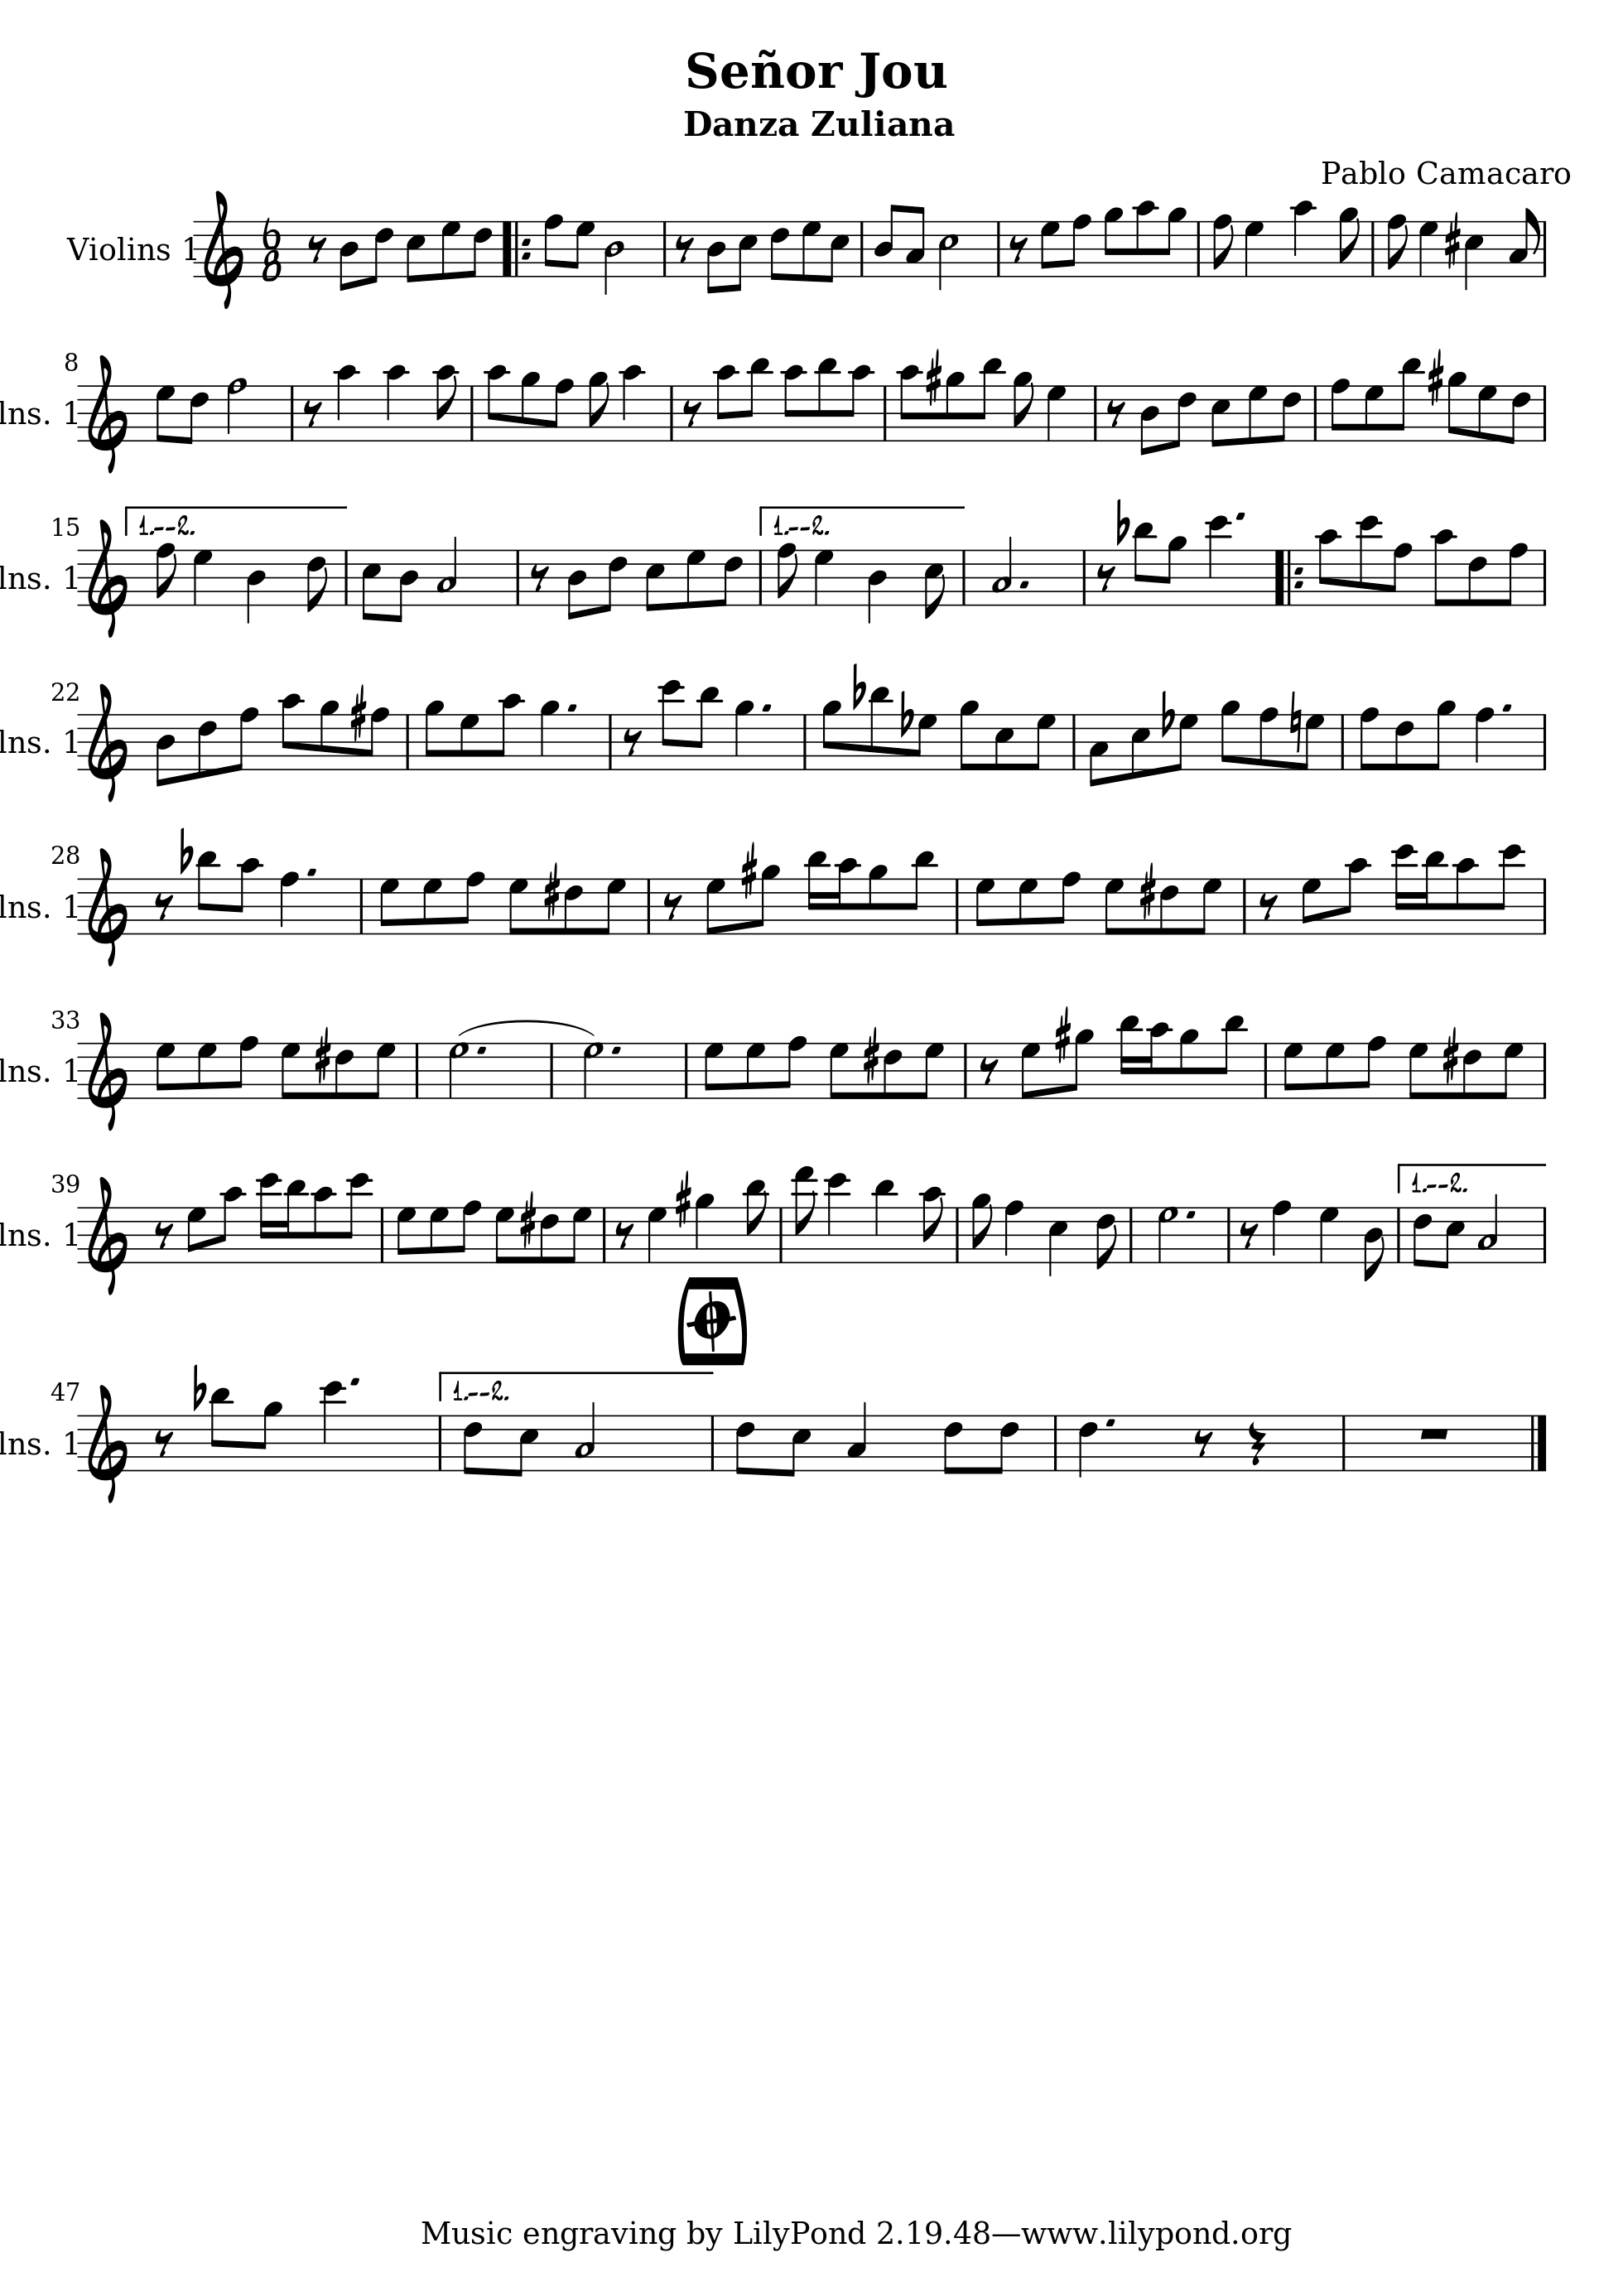 Señor Jou
Danza Zuliana
Pablo Camacaro
Violins 1
6
8
8
lns. 1
15
lns. 1
1.--2.
1.--2.
22
lns. 1
28
lns. 1
33
lns. 1
39
lns. 1
1.--2.
47
lns. 1
1.--2.
Music engraving by LilyPond 2.19.48—www.lilypond.org